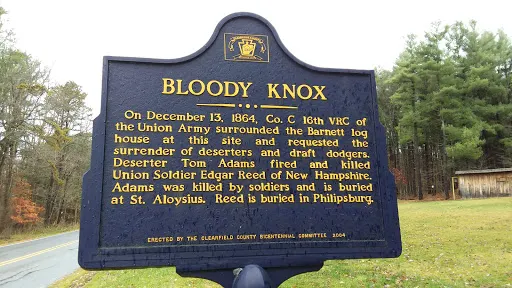 BLOODY KNOX
On December 13, 1864, Co. C 16th VRC of
the Union Army surrounded the Barnett log
house at this site and requested the
surrender of deserters and draft dodgers.
Deserter Tom Adams fired and killed
Union Soldier Edgar Reed of New Hampshire.
Adams was killed by soldiers and is buried
at St. Aloysius. Reed is buried in Philipsburg.
ERECTED BY THE CLEARFIELD COUNTY BICENTENNIAL COMMITTEE 2004